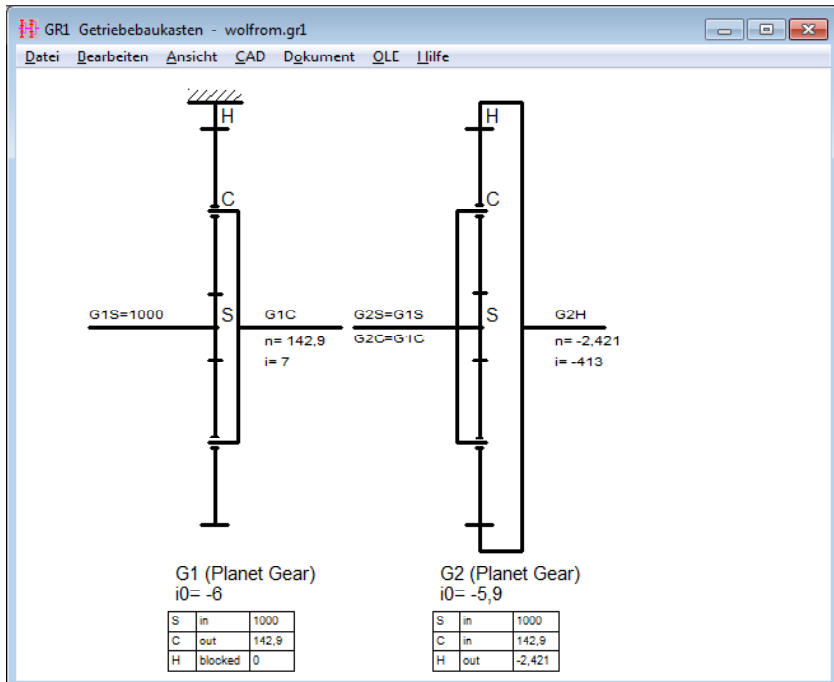 GR1 Getriebebaukasten - wolfrom.gr1
Datei Bearbeiten Ansicht CAD Dokument OLE Hilfe
H H
C C
G1S=1000 S G1C G2S=G1S S G2H
n= 142,9 G2C=G1C n= -2,421
i= 7 i= -413
G1 (Planet Gear) G2 (Planet Gear)
i0= -6 i0= -5,9
S in 1000 S in 1000
C out 142,9 C in 142,9
H blocked 0 H out -2,421